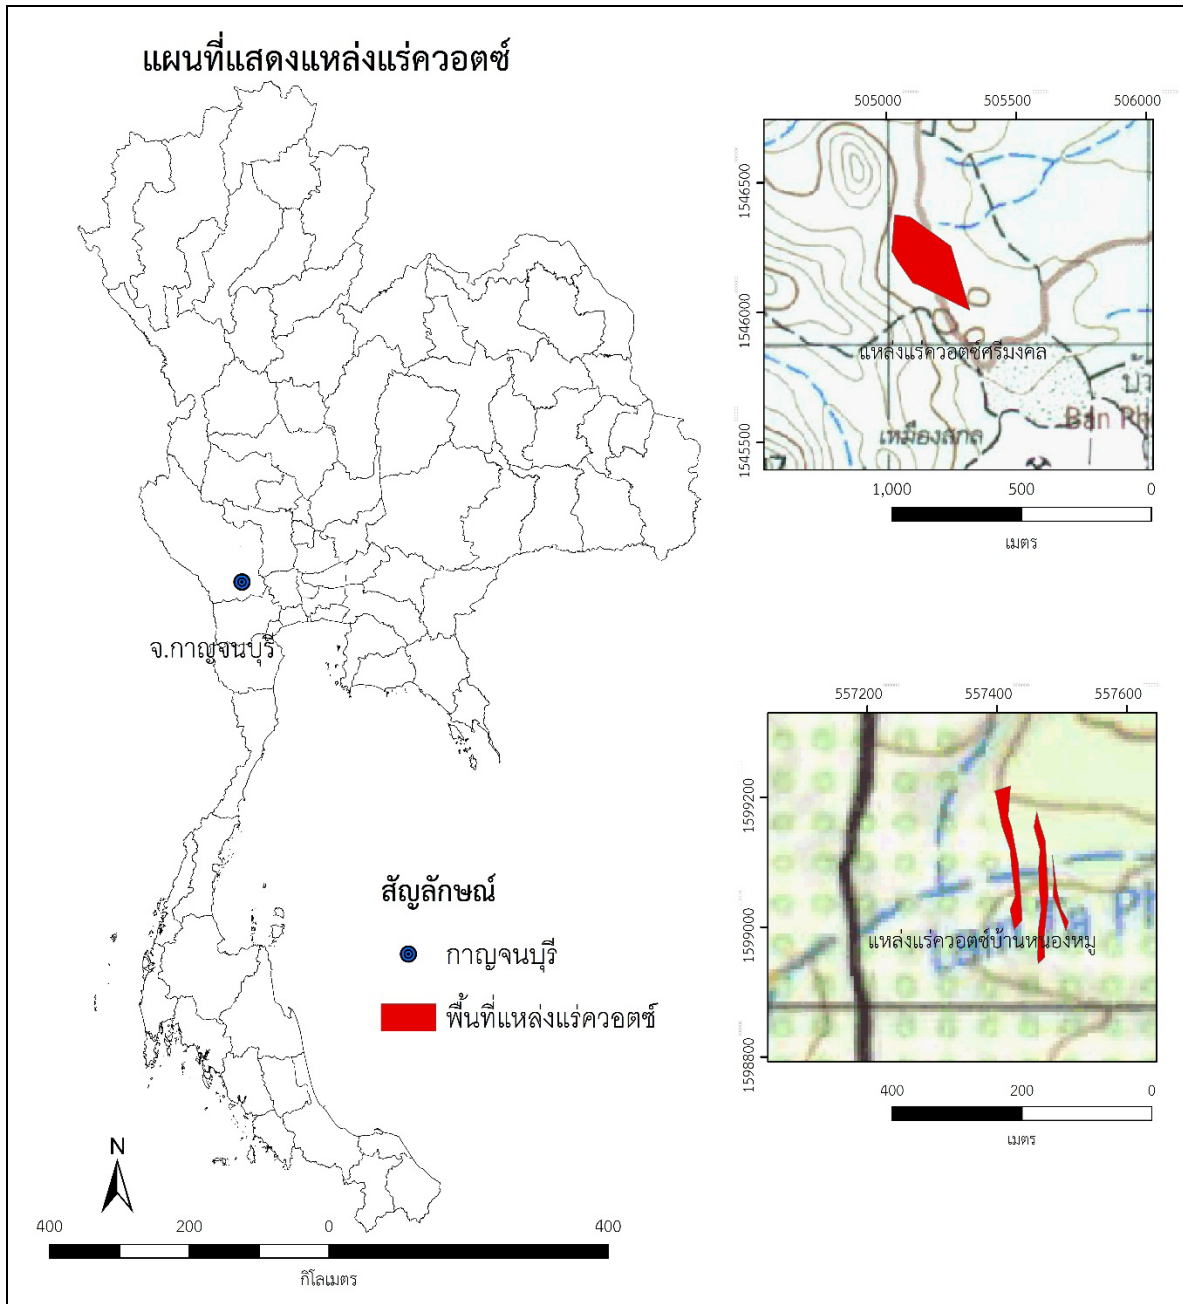 แผนที่แสดงแหล่งแร่ควอตซ์
505000 505500 506000
1546500
1546000
1545500
แหล่งแร่ควอตซ์ศรีมงคล
เหมืองสกล
Ban Ph
1,000 500 0
เมตร
จ.กาญจนบุรี
557200 557400 557600
1599200
1599000
1598800
แหล่งแร่ควอตซ์บ้านหนองหมู
400 200 0
เมตร
สัญลักษณ์
กาญจนบุรี
พื้นที่แหล่งแร่ควอตซ์
N
400 200 0 400
กิโลเมตร